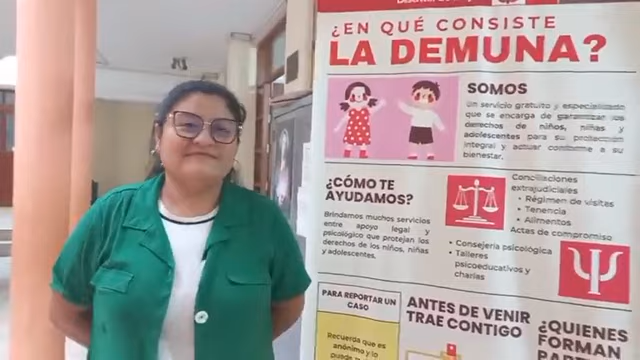 ¿EN QUÉ CONSISTE
LA DEMUNA?
SOMOS
Un servicio gratuito y especializado
que se encarga de garantizar los
derechos de niños, niñas y
adolescentes para su protección
integral y actuar conforme a su
bienestar.
¿CÓMO TE
AYUDAMOS?
Brindamos muchos servicios
entre apoyo legal y
psicológico que protejan los
derechos de los niños, niñas
y adolescentes.
Conciliaciones
extrajudiciales
• Régimen de visitas
• Tenencia
• Alimentos
Actas de compromiso
• Consejería psicológica
• Talleres
psicoeducativos y
charlas
PARA REPORTAR UN
CASO
Recuerda que es
anónimo y lo
ANTES DE VENIR
TRAE CONTIGO
¿QUIENES
FORMAN